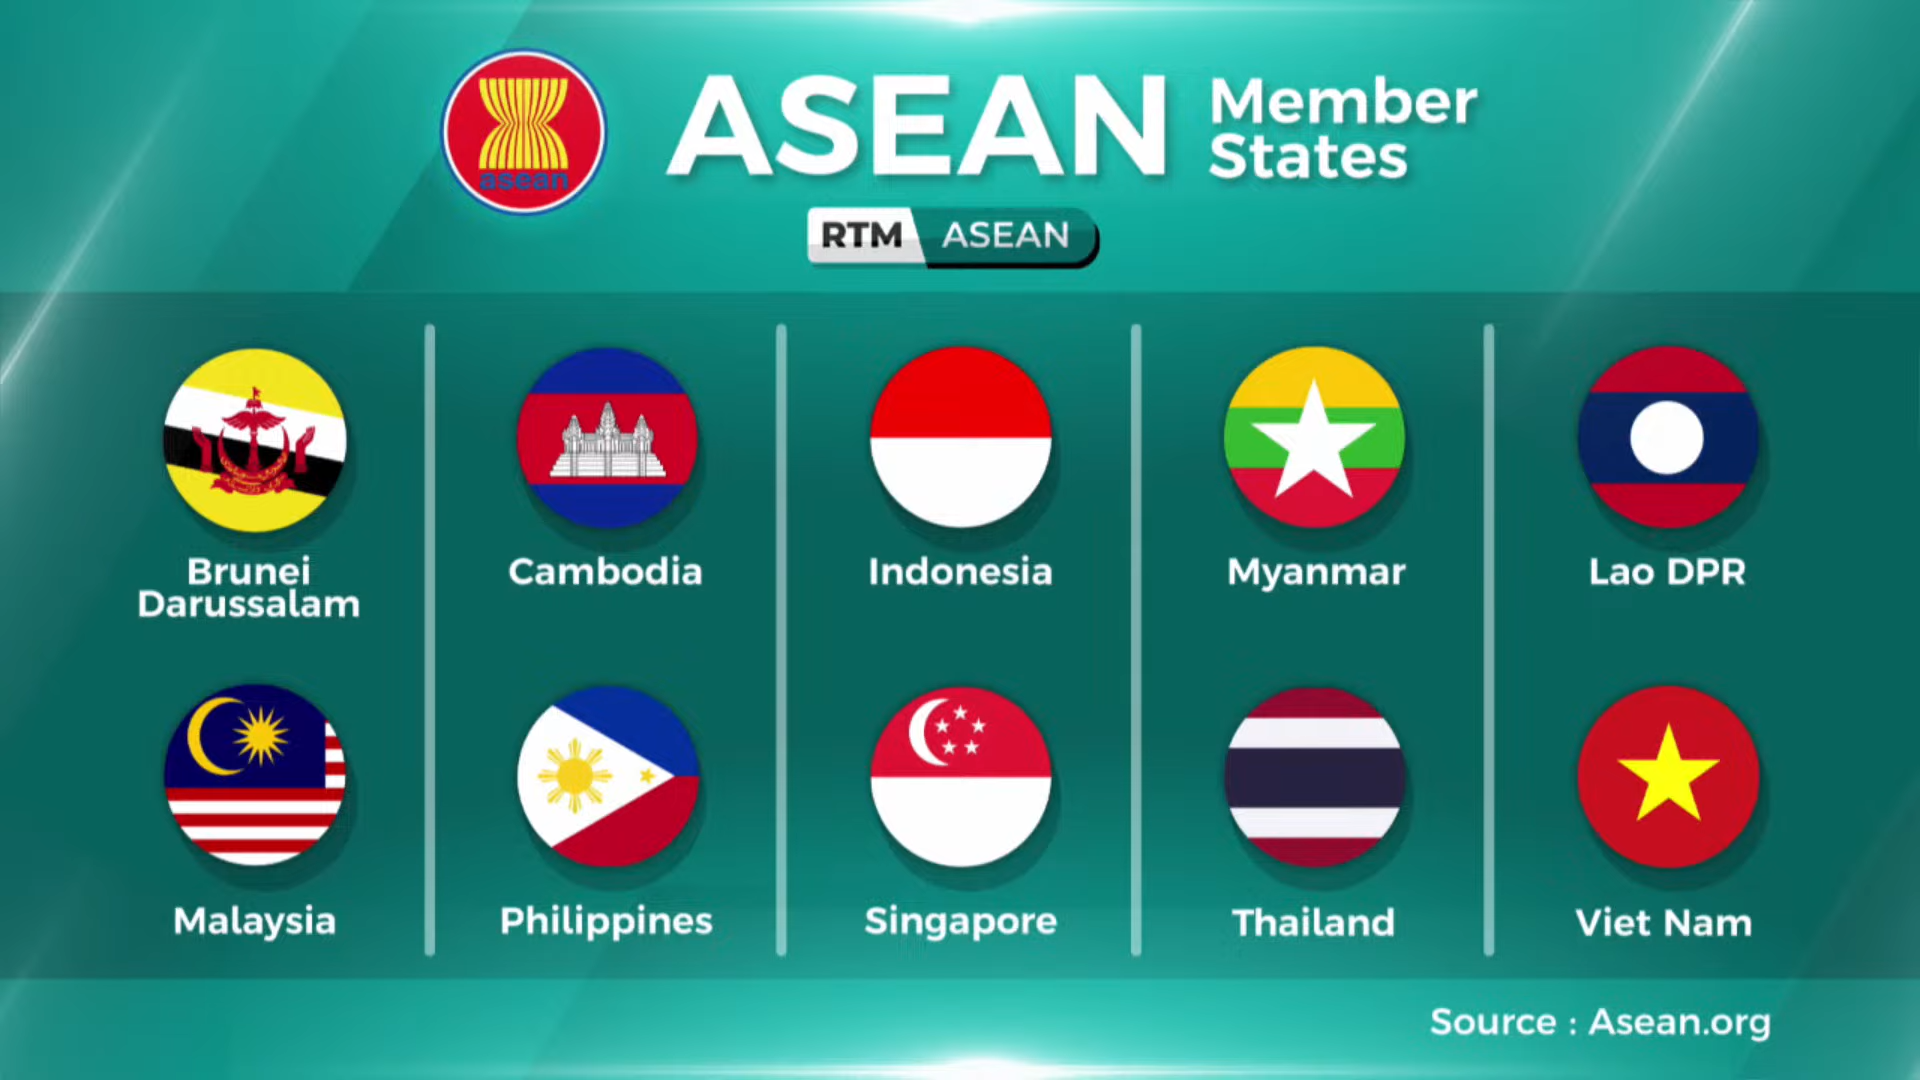 asean
ASEAN
Member
States
RTM ASEAN
Brunei
Darussalam
Cambodia
Indonesia
Myanmar
Lao DPR
Malaysia
Philippines
Singapore
Thailand
Viet Nam
Source : Asean.org